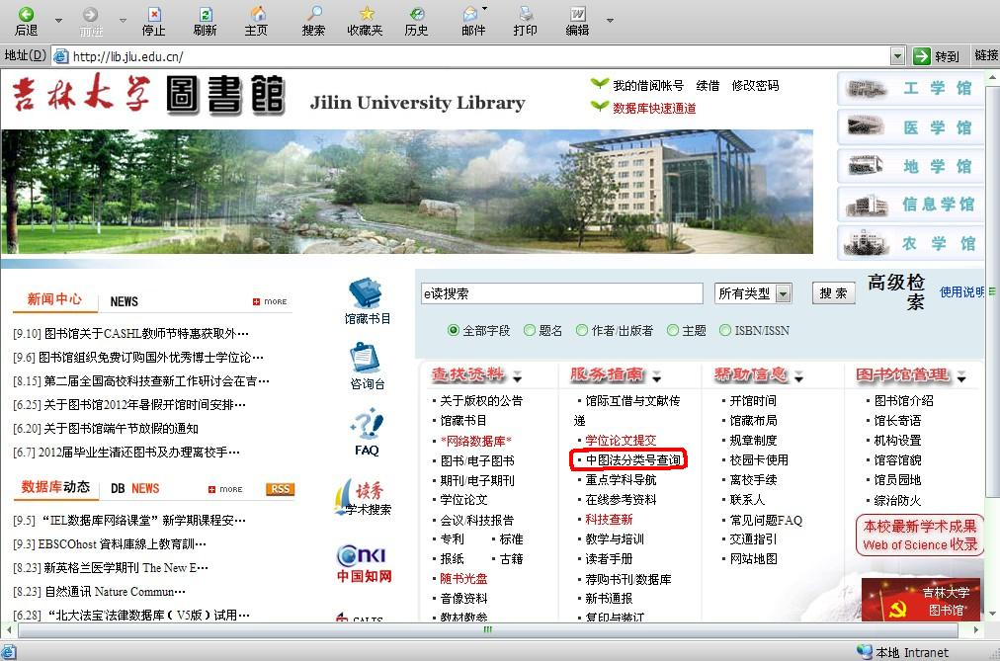 后退
前进
停止
刷新
主页
搜索
收藏夹
历史
邮件
打印
编辑
地址(D)
http://lib.jlu.edu.cn/
转到
链接
吉林大学圖書館
Jilin University Library
我的借阅帐号 续借 修改密码
数据库快速通道
工学馆
医学馆
地学馆
信息学馆
农学馆
新闻中心 NEWS MORE
[9.10] 图书馆关于CASHL教师节特惠获取外…
[9.6] 图书馆组织免费订购国外优秀博士学位论…
[8.15] 第二届全国高校科技查新工作研讨会在吉…
[6.25] 关于图书馆2012年暑假开馆时间安排…
[6.20] 关于图书馆端午节放假的通知
[6.7] 2012届毕业生清还图书及办理离校手…
数据库动态 DB NEWS MORE RSS
[9.5] “IEL数据库网络课堂”新学期课程安…
[9.3] EBSCOhost 資料庫線上教育訓…
[8.23] 新英格兰医学期刊 The New E…
[8.23] 自然通讯 Nature Commun…
[6.28] “北大法宝法律数据库（V5版）试用…
馆藏书目
咨询台
FAQ
读秀
学术搜索
cnki
中国知网
CALIS
e读搜索
所有类型
搜 索
高级检索
使用说明
全部字段 题名 作者/出版者 主题 ISBN/ISSN
查找资料
·关于版权的公告
·馆藏书目
·*网络数据库*
·图书/电子图书
·期刊/电子期刊
·学位论文
·会议/科技报告
·专利 ·标准
·报纸 ·古籍
·随书光盘
·音像资料
·教材教参
服务指南
·馆际互借与文献传
递
·学位论文提交
·中图法分类号查询
·重点学科导航
·在线参考资料
·科技查新
·教学与培训
·读者手册
·荐购书刊/数据库
·新书通报
·复印与装订
帮助信息
·开馆时间
·馆藏布局
·规章制度
·校园卡使用
·离校手续
·联系人
·常见问题FAQ
·交通指引
·网站地图
图书馆管理
·图书馆介绍
·馆长寄语
·机构设置
·馆容馆貌
·馆员园地
·综治防火
本校最新学术成果
Web of Science 收录
吉林大学
图书馆
本地 Intranet